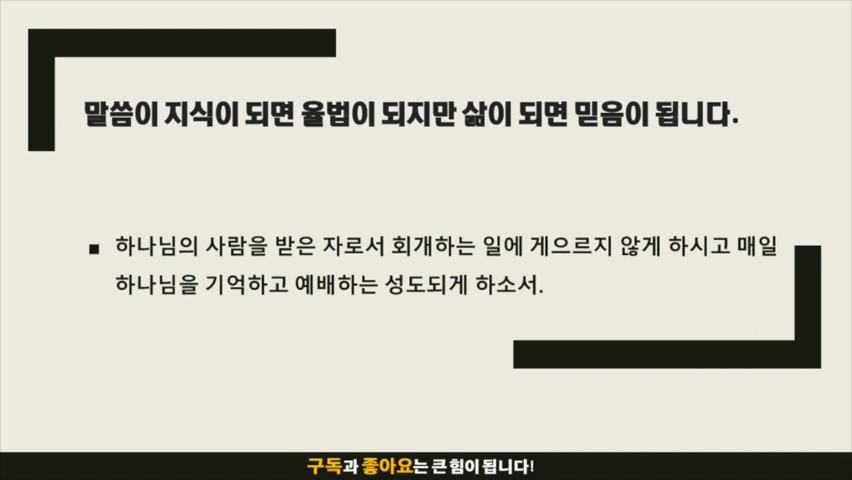 말씀이 지식이 되면 율법이 되지만 삶이 되면 믿음이 됩니다.
■ 하나님의 사람을 받은 자로서 회개하는 일에 게으르지 않게 하시고 매일
하나님을 기억하고 예배하는 성도되게 하소서.
구독과 좋아요는 큰 힘이 됩니다!